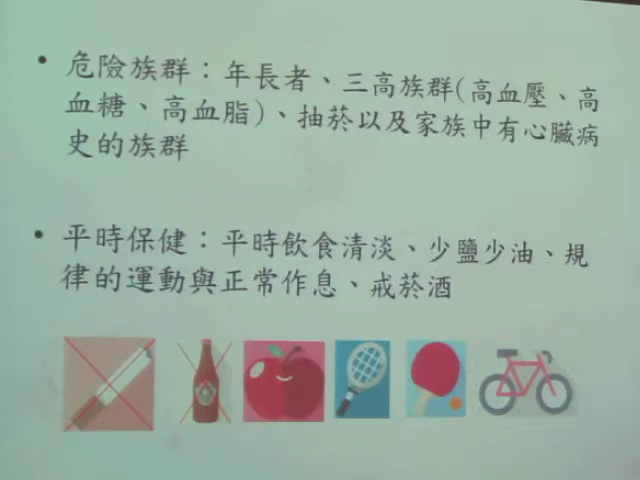 • 危險族群：年長者、三高族群(高血壓、高
血糖、高血脂)、抽菸以及家族中有心臟病
史的族群
• 平時保健：平時飲食清淡、少鹽少油、規
律的運動與正常作息、戒菸酒